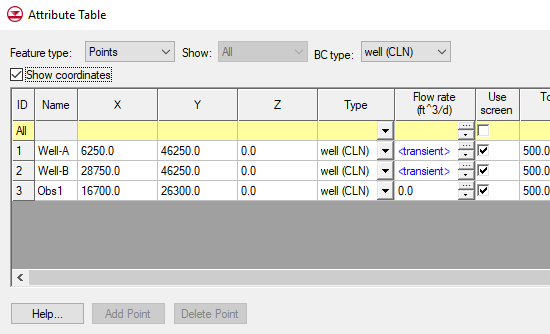 Attribute Table
Feature type: Points Show: All BC type: well (CLN)
Show coordinates
ID Name X Y Z Type Flow rate (ft^3/d) Use screen To
All
1 Well-A 6250.0 46250.0 0.0 well (CLN) <transient> 500.0
2 Well-B 28750.0 46250.0 0.0 well (CLN) <transient> 500.0
3 Obs1 16700.0 26300.0 0.0 well (CLN) 0.0 500.0
Help... Add Point Delete Point